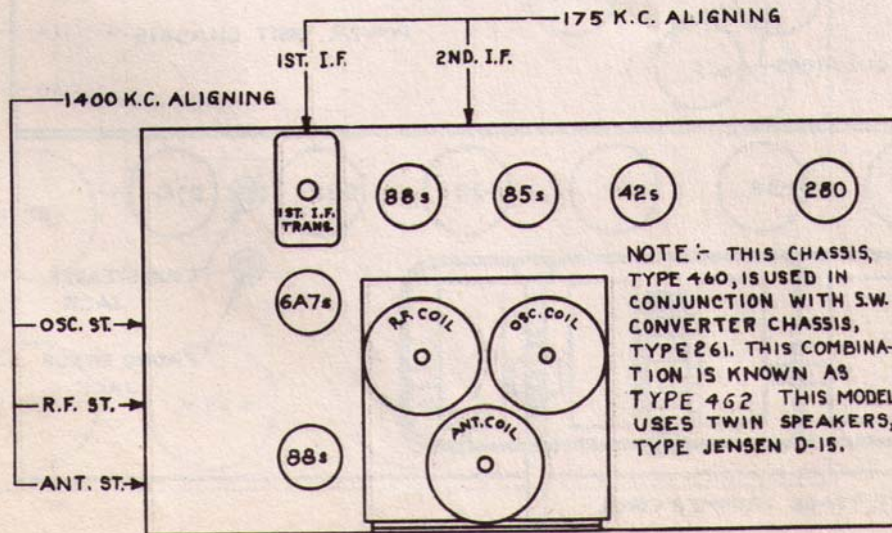 175 K.C. ALIGNING
1ST. I.F.
2ND. I.F.
1400 K.C. ALIGNING
1ST. I.F.
TRANS.
88s
85s
42s
280
6A7s
OSC. ST.
R.F. ST.
ANT. ST.
88s
R.F. COIL
OSC. COIL
ANT. COIL
NOTE:- THIS CHASSIS,
TYPE 460, IS USED IN
CONJUNCTION WITH S.W.
CONVERTER CHASSIS,
TYPE 261. THIS COMBINA-
TION IS KNOWN AS
TYPE 462 THIS MODEL
USES TWIN SPEAKERS,
TYPE JENSEN D-15.